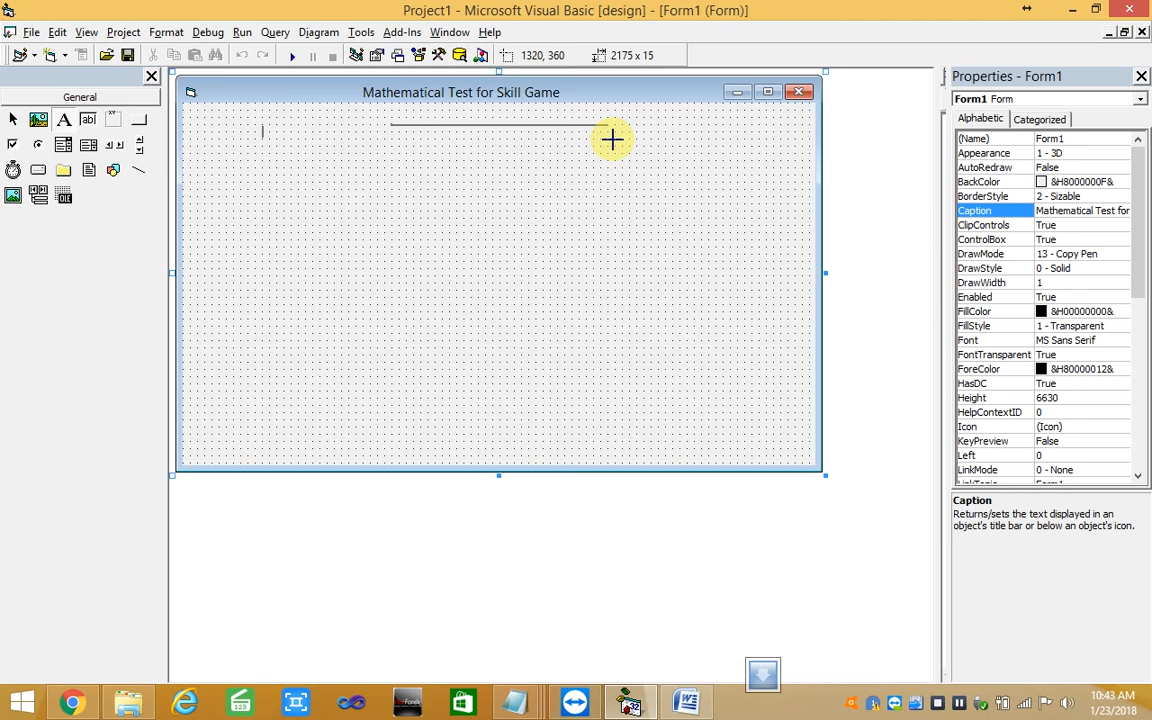 Project1 - Microsoft Visual Basic [design] - [Form1 (Form)]
File Edit View Project Format Debug Run Query Diagram Tools Add-Ins Window Help
1320, 360 2175 x 15
General
A ab| xv
OLE
Mathematical Test for Skill Game
Properties - Form1
Form1 Form
Alphabetic Categorized
(Name) Form1
Appearance 1 - 3D
AutoRedraw False
BackColor &H8000000F&
BorderStyle 2 - Sizable
Caption Mathematical Test for
ClipControls True
ControlBox True
DrawMode 13 - Copy Pen
DrawStyle 0 - Solid
DrawWidth 1
Enabled True
FillColor &H00000000&
FillStyle 1 - Transparent
Font MS Sans Serif
FontTransparent True
ForeColor &H80000012&
HasDC True
Height 6630
HelpContextID 0
Icon (Icon)
KeyPreview False
Left 0
LinkMode 0 - None
Caption
Returns/sets the text displayed in an
object's title bar or below an object's icon.
123
32
10:43 AM
1/23/2018